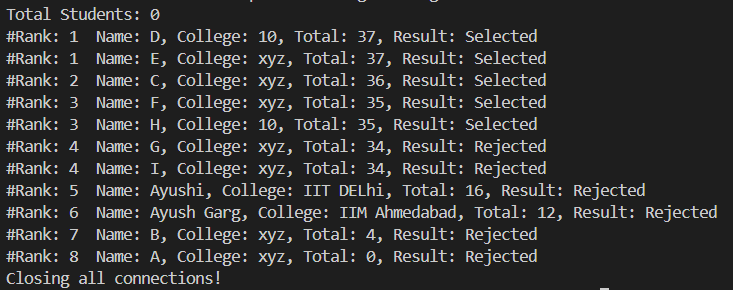 Total Students: 0
#Rank: 1  Name: D, College: 10, Total: 37, Result: Selected
#Rank: 1  Name: E, College: xyz, Total: 37, Result: Selected
#Rank: 2  Name: C, College: xyz, Total: 36, Result: Selected
#Rank: 3  Name: F, College: xyz, Total: 35, Result: Selected
#Rank: 3  Name: H, College: 10, Total: 35, Result: Selected
#Rank: 4  Name: G, College: xyz, Total: 34, Result: Rejected
#Rank: 4  Name: I, College: xyz, Total: 34, Result: Rejected
#Rank: 5  Name: Ayushi, College: IIT DELhi, Total: 16, Result: Rejected
#Rank: 6  Name: Ayush Garg, College: IIM Ahmedabad, Total: 12, Result: Rejected
#Rank: 7  Name: B, College: xyz, Total: 4, Result: Rejected
#Rank: 8  Name: A, College: xyz, Total: 0, Result: Rejected
Closing all connections!